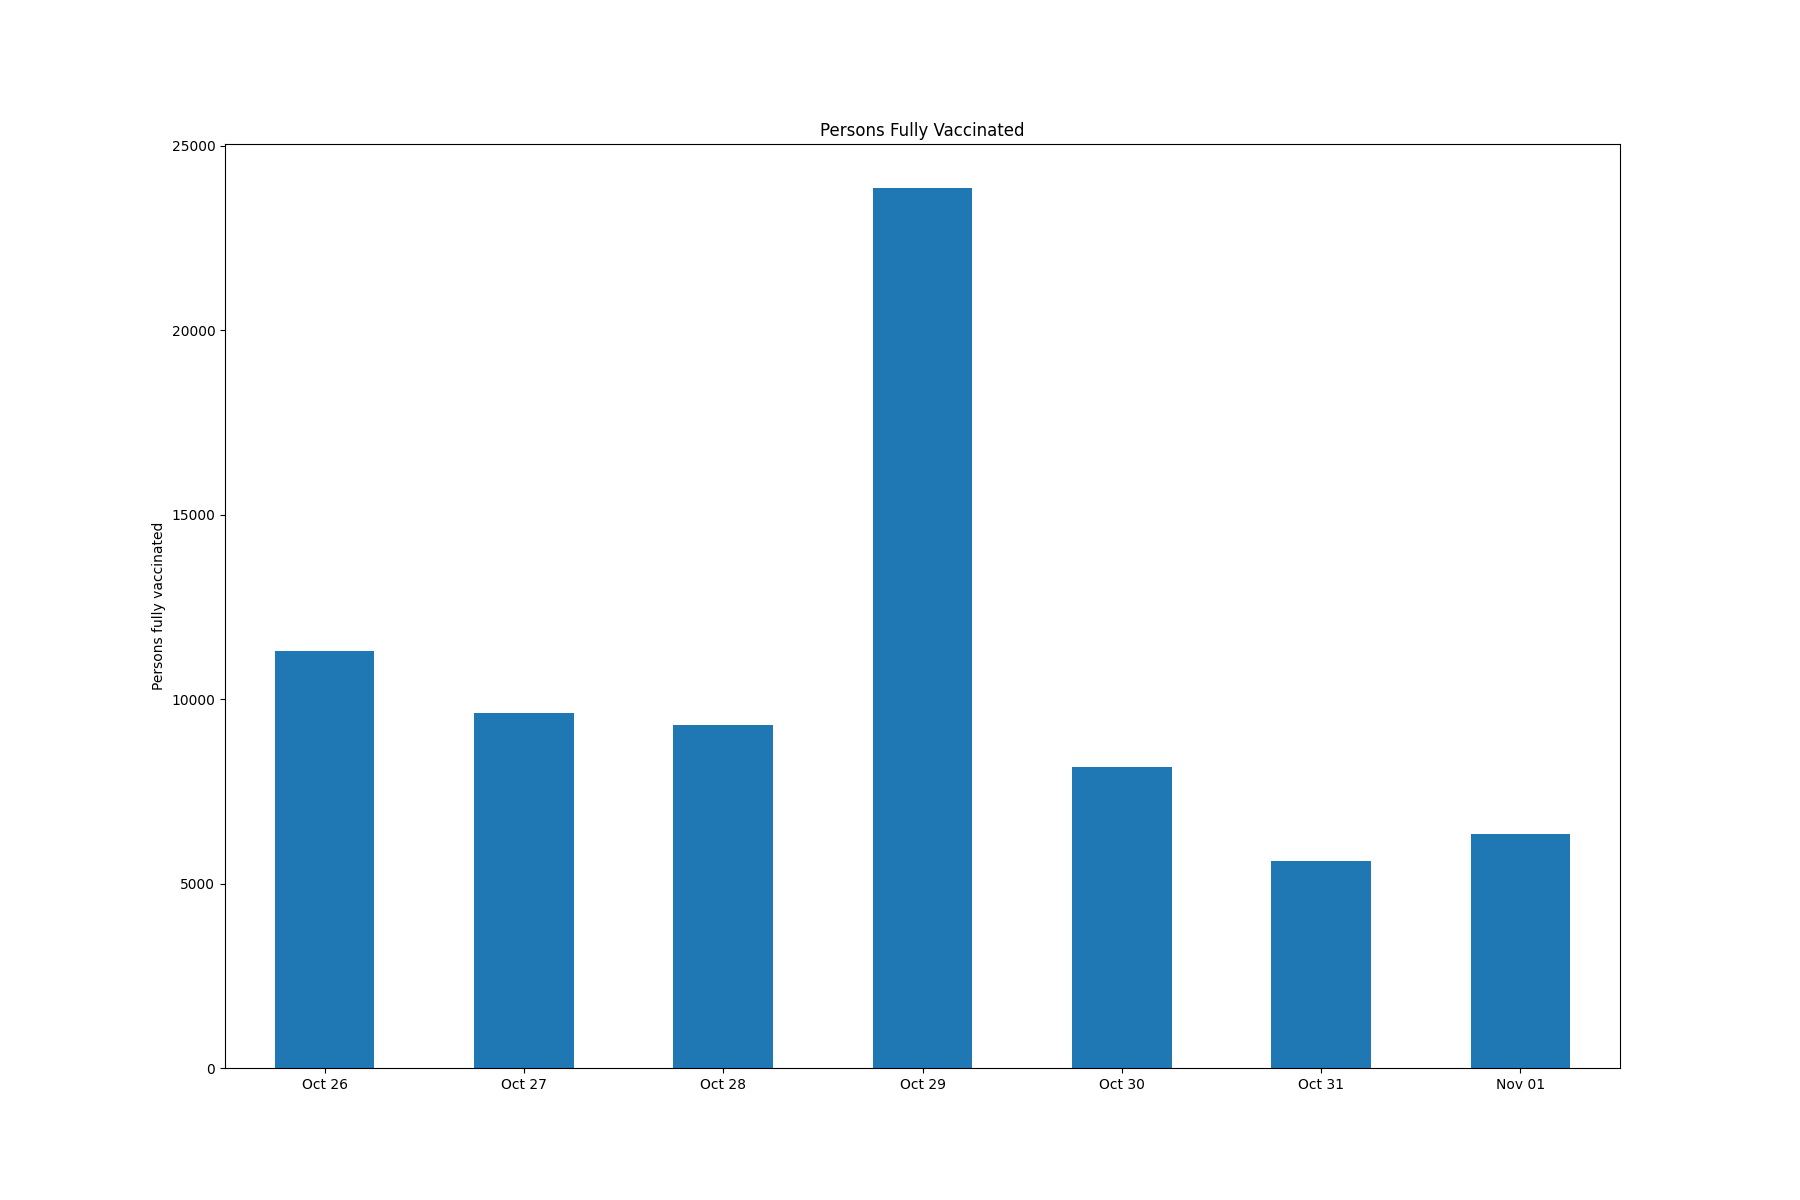 Persons Fully Vaccinated
Persons fully vaccinated
25000
20000
15000
10000
5000
0
Oct 26 Oct 27 Oct 28 Oct 29 Oct 30 Oct 31 Nov 01